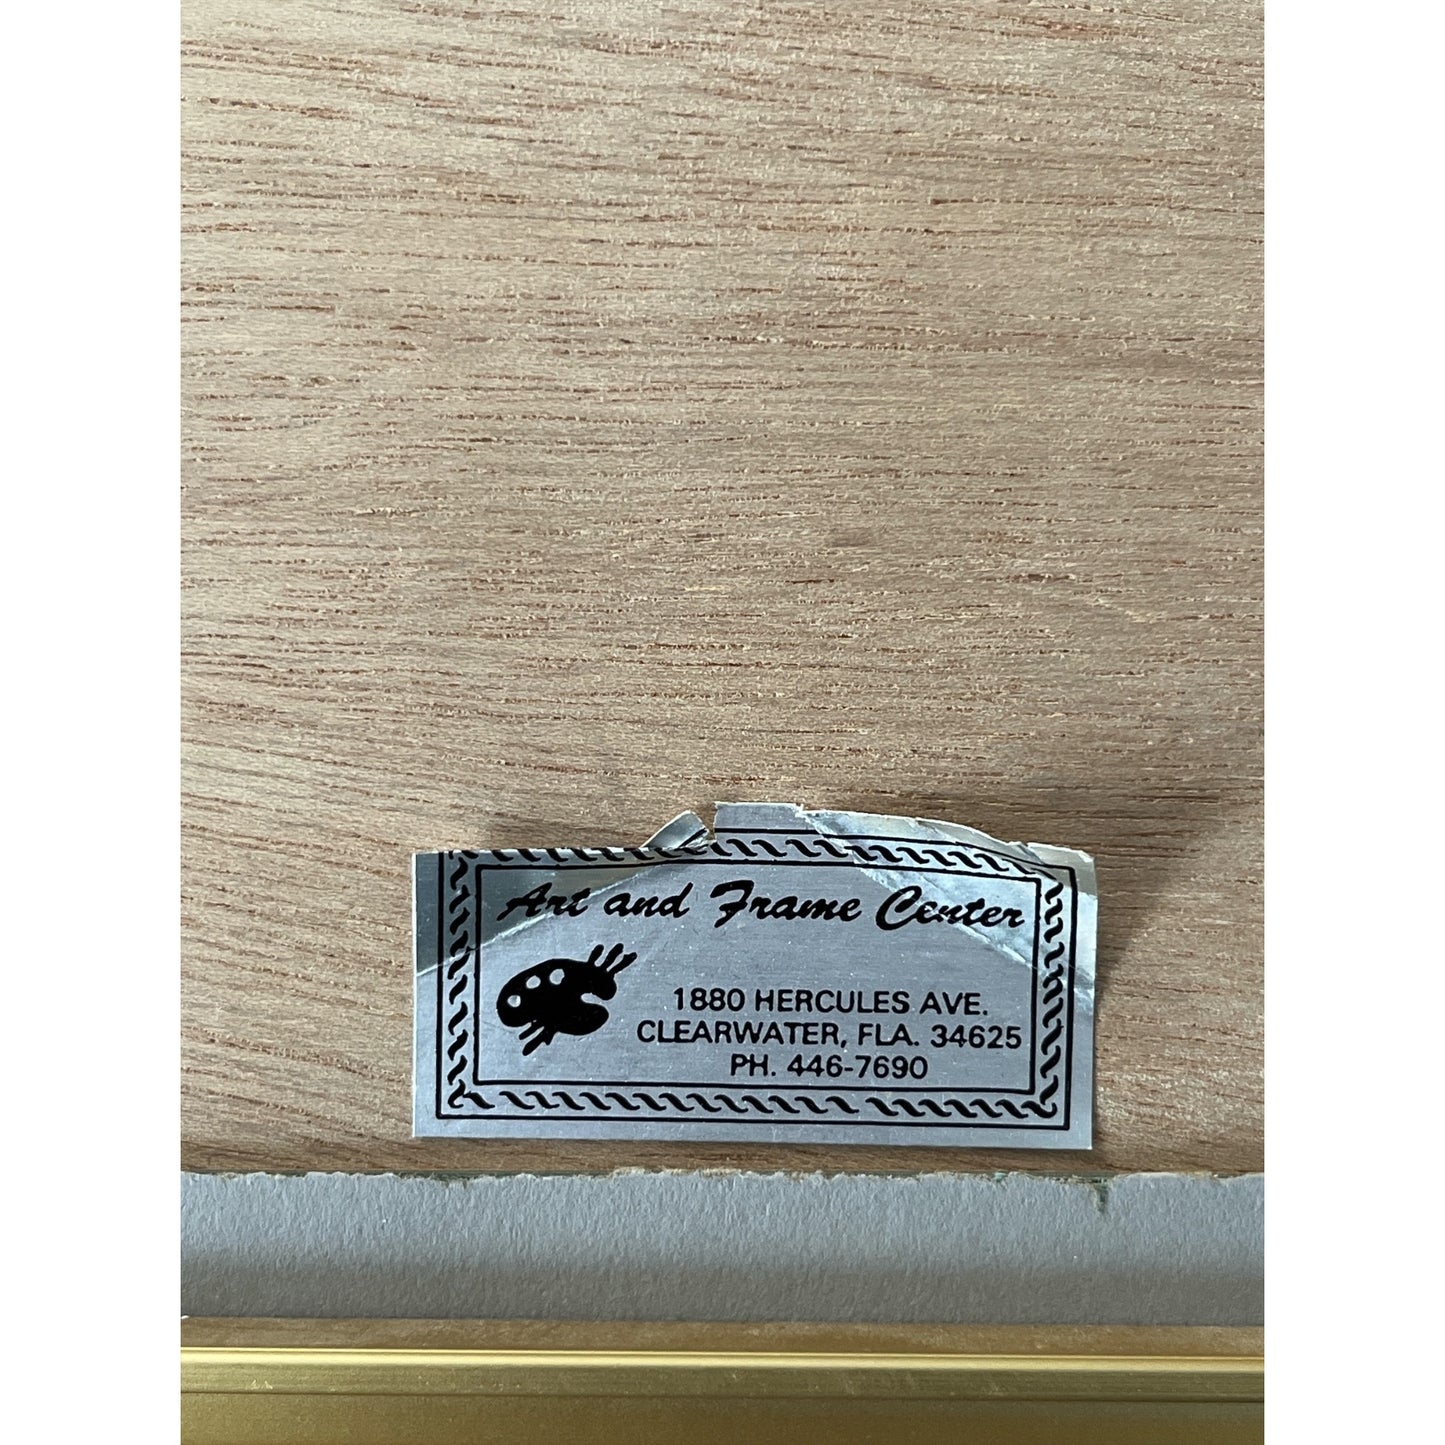 Art and Frame Center
1880 HERCULES AVE.
CLEARWATER, FLA. 34625
PH. 446-7690